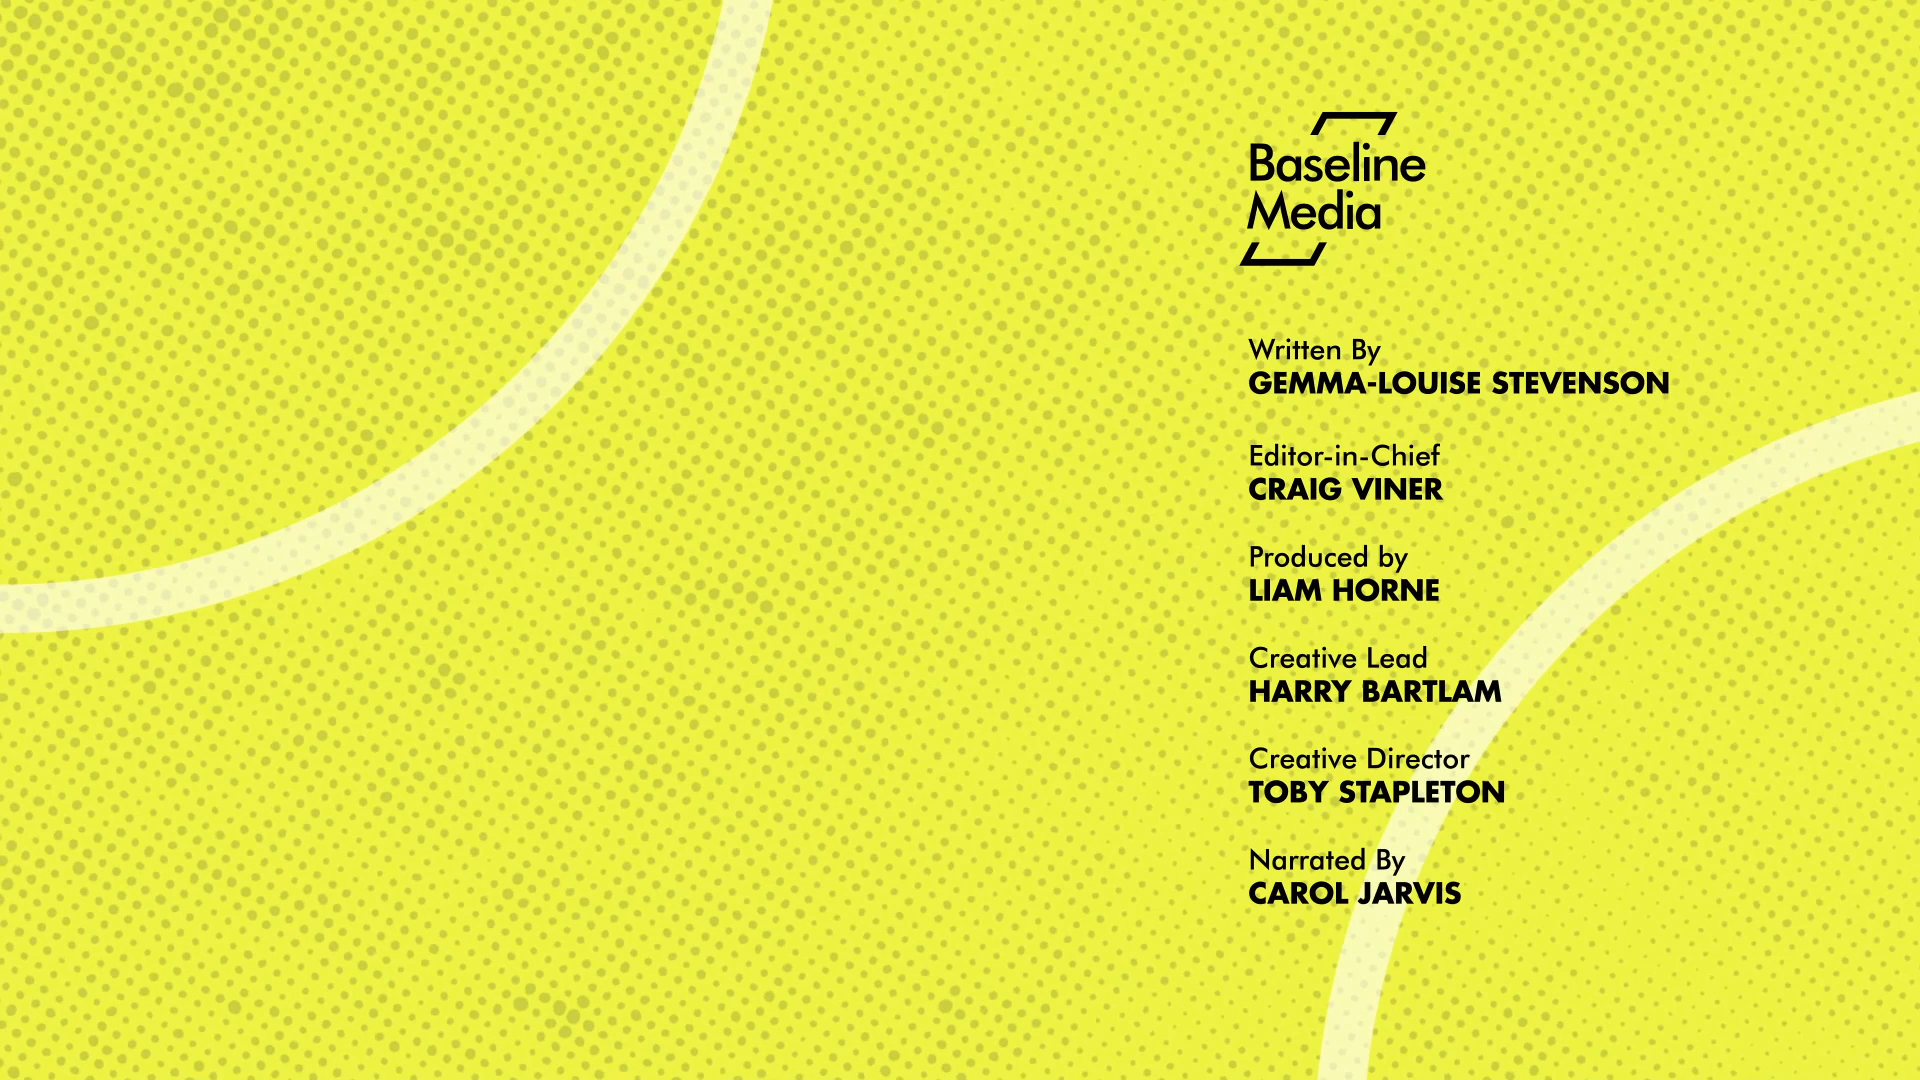 Baseline
Media
Written By
GEMMA-LOUISE STEVENSON
Editor-in-Chief
CRAIG VINER
Produced by
LIAM HORNE
Creative Lead
HARRY BARTLAM
Creative Director
TOBY STAPLETON
Narrated By
CAROL JARVIS